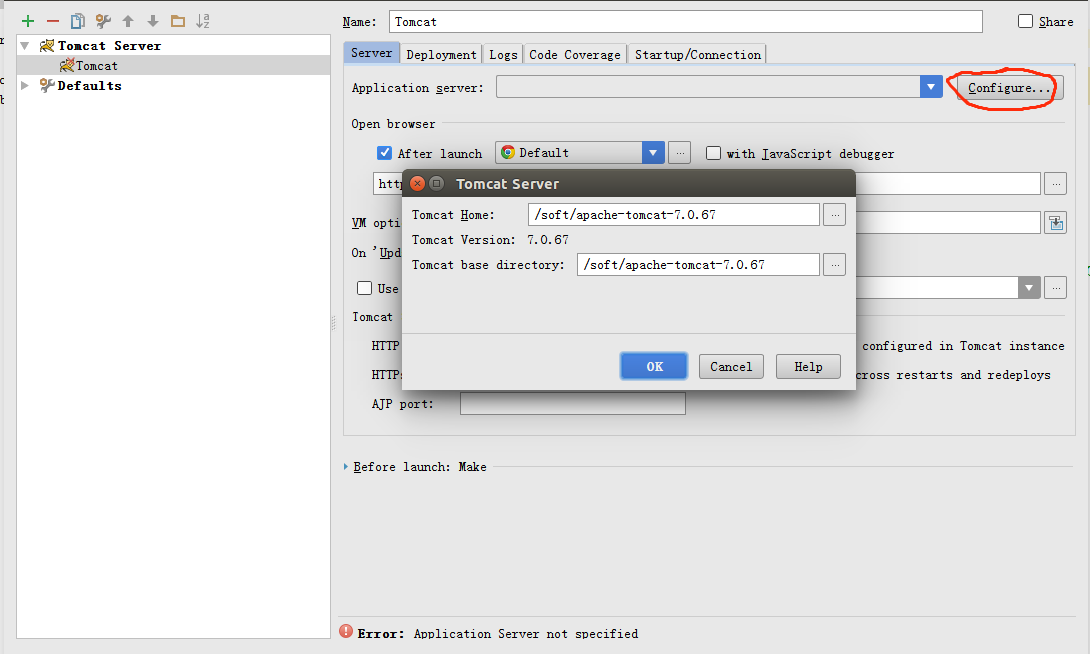 Name: Tomcat Share
Tomcat Server
Tomcat
Defaults
Server Deployment Logs Code Coverage Startup/Connection
Application server: Configure...
Open browser
After launch Default ... with JavaScript debugger
http ...
VM opti
On 'Upd
Use ...
Tomcat
HTTP configured in Tomcat instance
HTTPs cross restarts and redeploys
AJP port:
Before launch: Make
Error: Application Server not specified
Tomcat Server
Tomcat Home: /soft/apache-tomcat-7.0.67 ...
Tomcat Version: 7.0.67
Tomcat base directory: /soft/apache-tomcat-7.0.67 ...
OK Cancel Help